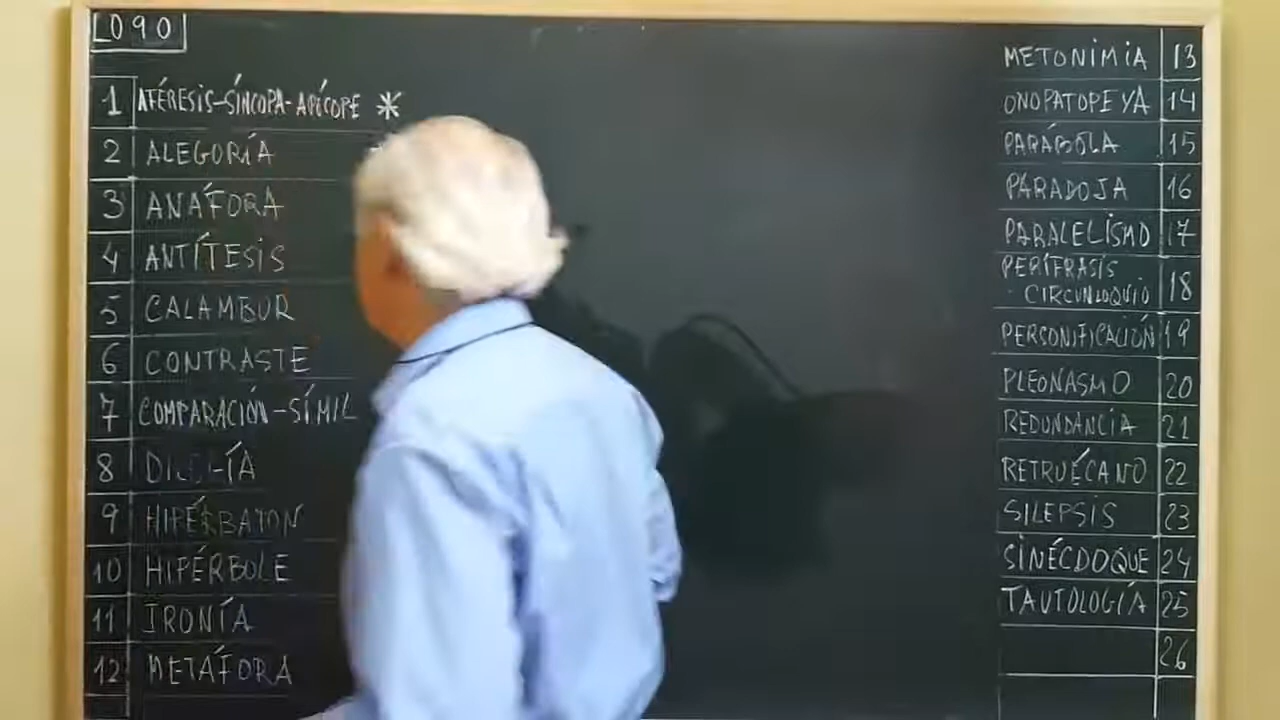 L090
1 AFÉRESIS-SÍNCOPA-APÓCOPE *
2 ALEGORÍA
3 ANÁFORA
4 ANTÍTESIS
5 CALAMBUR
6 CONTRASTE
7 COMPARACIÓN-SÍMIL
8
9 HIPÉRBATON
10 HIPÉRBOLE
11 IRONÍA
12 METÁFORA
METONIMIA 13
ONOPATOPEYA 14
PARÁBOLA 15
PARADOJA 16
PARALELISMO 17
PERÍFRASIS
CIRCUNLOQUIO 18
PERSONIFICACIÓN 19
PLEONASMO 20
REDUNDANCIA 21
RETRUÉCANO 22
SILEPSIS 23
SINÉCDOQUE 24
TAUTOLOGÍA 25
26